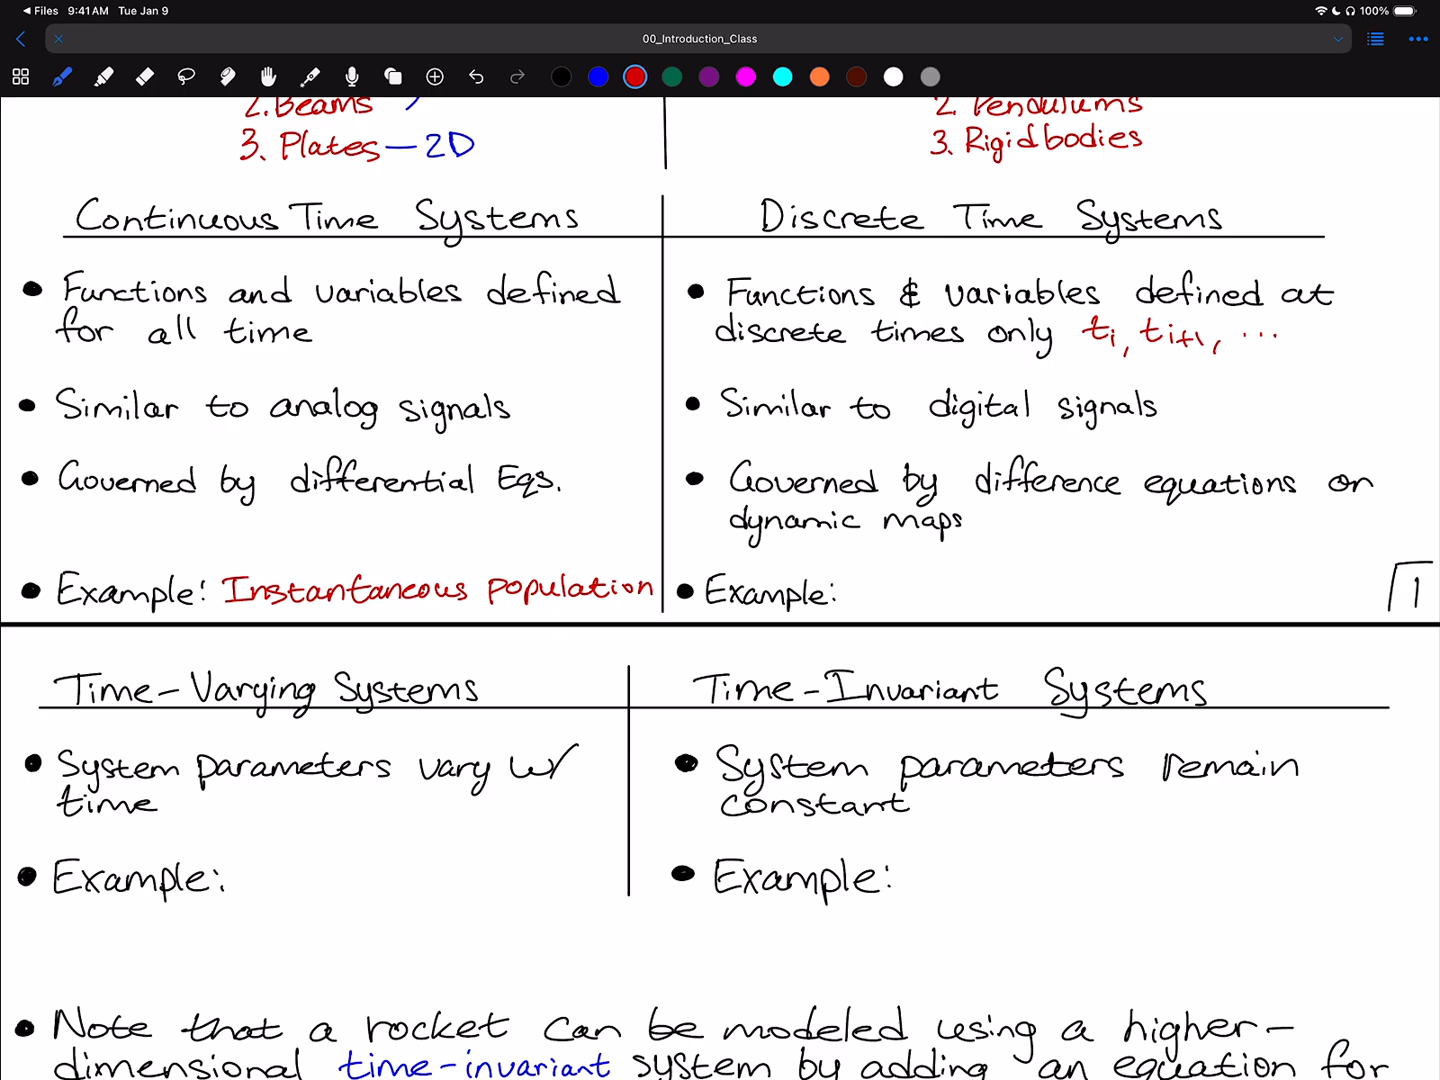 Files 9:41 AM Tue Jan 9 100%
00_Introduction_Class
2. Beams
3. Plates — 2D
2. Pendulums
3. Rigid bodies
Continuous Time Systems
• Functions and variables defined
for all time
• Similar to analog signals
• Governed by differential Eqs.
• Example: Instantaneous population
Discrete Time Systems
• Functions & variables defined at
discrete times only ti, ti+1, ...
• Similar to digital signals
• Governed by difference equations or
dynamic maps
• Example:
1
Time-Varying Systems
• System parameters vary w/
time
• Example:
Time-Invariant Systems
• System parameters remain
constant
• Example:
• Note that a rocket can be modeled using a higher-
dimensional time-invariant system by adding an equation for